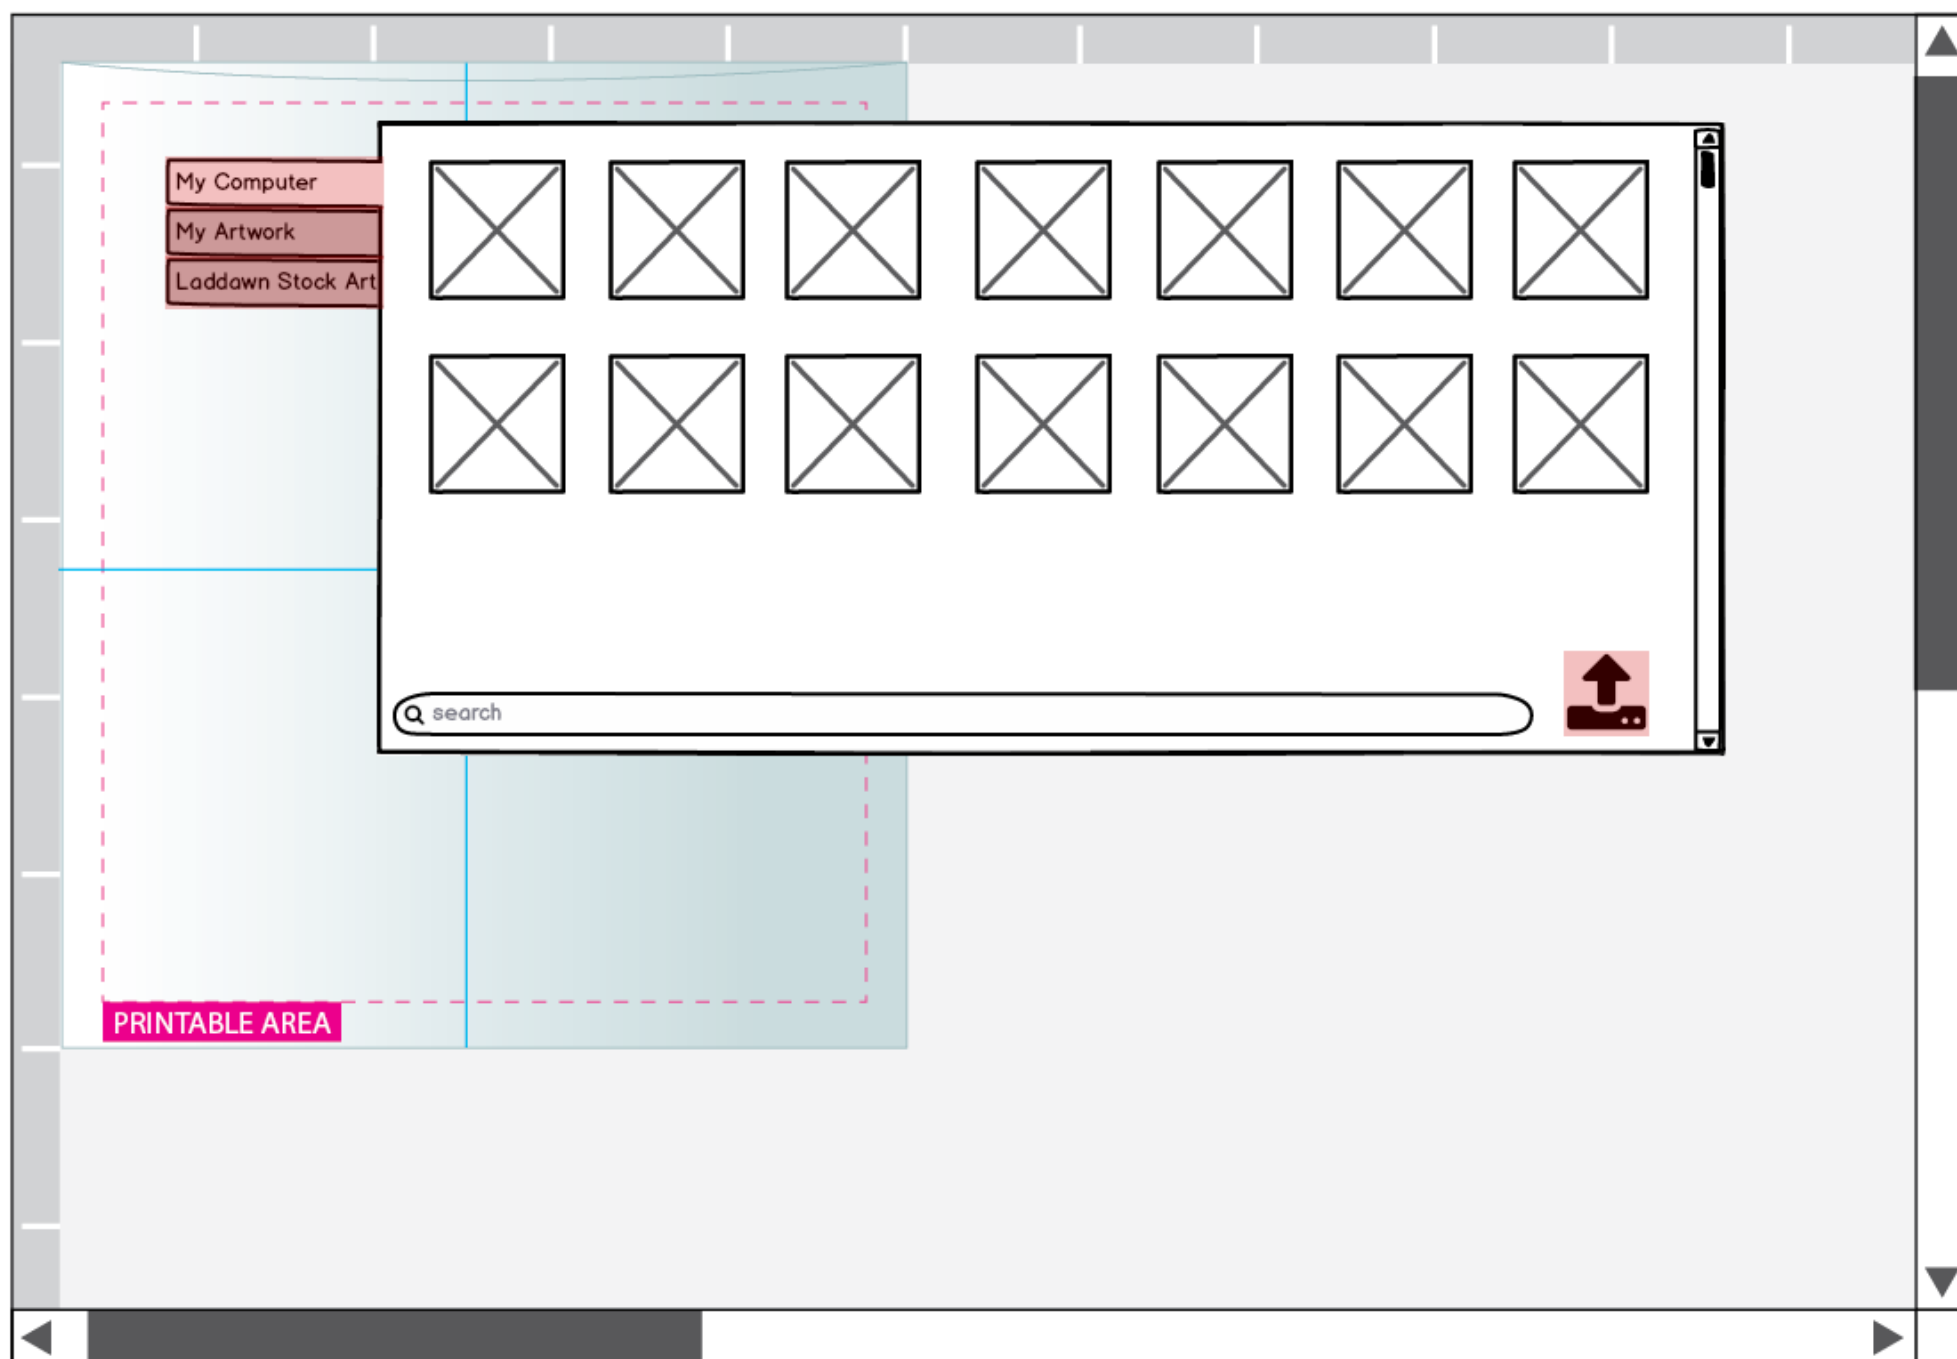 My Computer
My Artwork
Laddawn Stock Art
search
PRINTABLE AREA